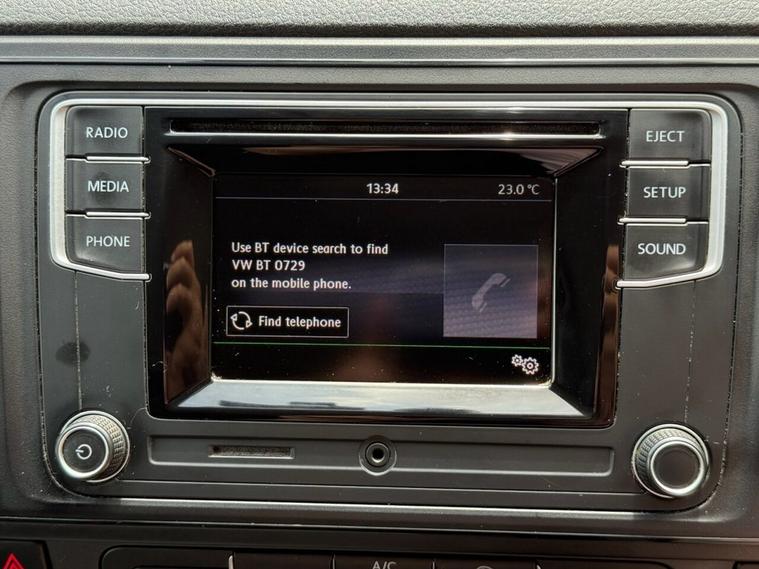 RADIO
MEDIA
PHONE
13:34
23.0 °C
Use BT device search to find
VW BT 0729
on the mobile phone.
Find telephone
EJECT
SETUP
SOUND
A/C